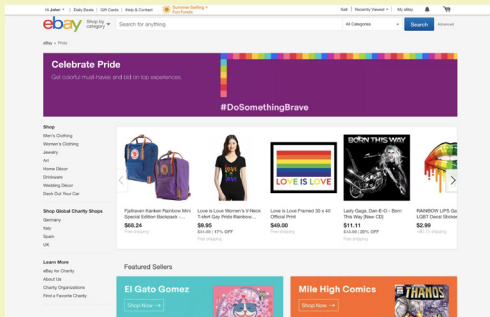 Hi John! Daily Deals Gift Cards Help & Contact Summer Selling = Fun Funds Sell Recently Viewed My eBay
ebay Shop by category Search for anything All Categories Search Advanced
eBay > Pride
Celebrate Pride
Get colorful must-haves and bid on top experiences.
#DoSomethingBrave
Shop
Men's Clothing
Women's Clothing
Jewelry
Art
Home Décor
Drinkware
Wedding Décor
Deck Out Your Car
Shop Global Charity Shops
Germany
Italy
Spain
UK
Learn More
eBay for Charity
About Us
Charity Organizations
Find a Favorite Charity
LOVE IS LOVE
BORN THIS WAY
Fjallraven Kanken Rainbow Mini
Special Edition Backpack -...
$68.24
Free shipping
Love is Love Women's V-Neck
T-shirt Gay Pride Rainbow...
$9.95
17% OFF
Free shipping
Love is Love Framed 30 x 40
Official Print
$49.00
Free shipping
Lady Gaga, Dan-E-O - Born
This Way [New CD]
$11.11
20% OFF
Free shipping
RAINBOW LIPS Ga
LGBT Decal Sticker
$2.99
Featured Sellers
El Gato Gomez
Shop Now →
Mile High Comics
Shop Now →
THANOS